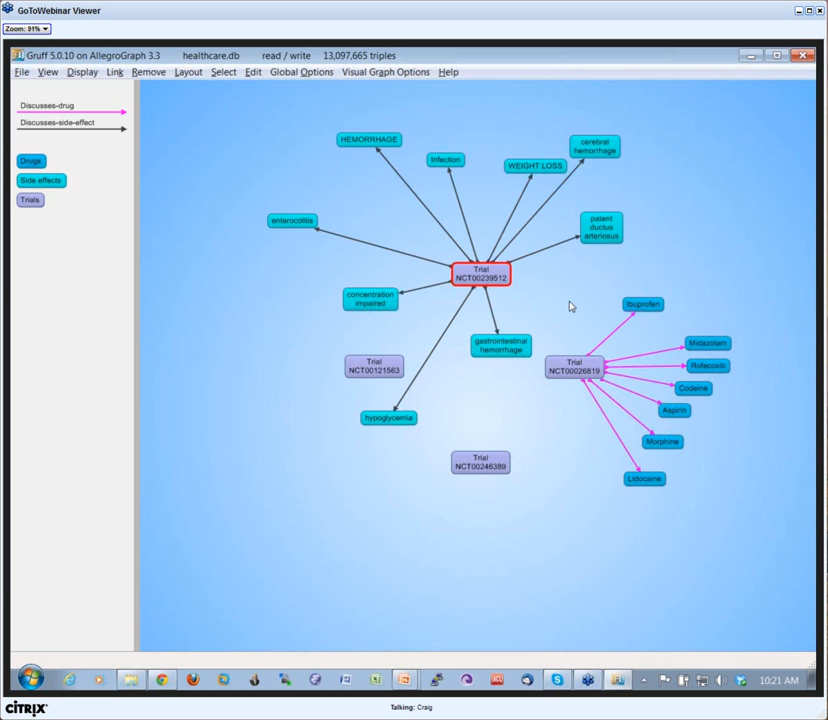 GoToWebinar Viewer
Zoom: 91%
Gruff 5.0.10 on AllegroGraph 3.3 healthcare.db read / write 13,097,665 triples
File View Display Link Remove Layout Select Edit Global Options Visual Graph Options Help
Discusses-drug
Discusses-side-effect
Drugs
Side effects
Trials
HEMORRHAGE
Infection
WEIGHT LOSS
cerebral
hemorrhage
enterocolitis
patent
ductus
arteriosus
Trial
NCT00239512
concentration
impaired
Ibuprofen
gastrointestinal
hemorrhage
Midazolam
Trial
NCT00121563
Trial
NCT00026819
Rofecoxib
Codeine
Aspirin
hypoglycemia
Morphine
Trial
NCT00246389
Lidocaine
10:21 AM
CITRIX
Talking: Craig